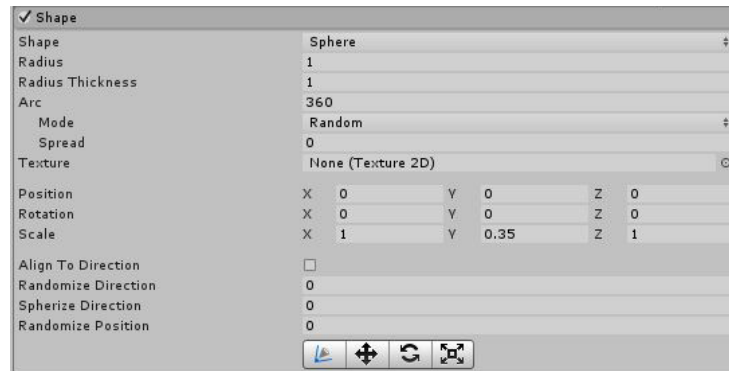 Shape
Shape Sphere
Radius 1
Radius Thickness 1
Arc 360
Mode Random
Spread 0
Texture None (Texture 2D)
Position X 0 Y 0 Z 0
Rotation X 0 Y 0 Z 0
Scale X 1 Y 0.35 Z 1
Align To Direction
Randomize Direction 0
Spherize Direction 0
Randomize Position 0